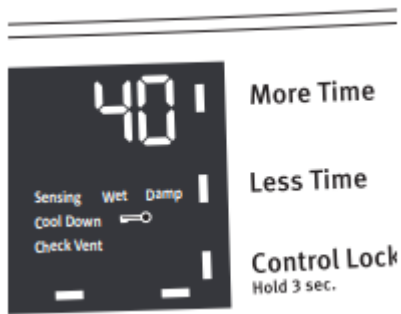 40
More Time
Sensing Wet Damp
Less Time
Cool Down
Check Vent
Control Lock
Hold 3 sec.